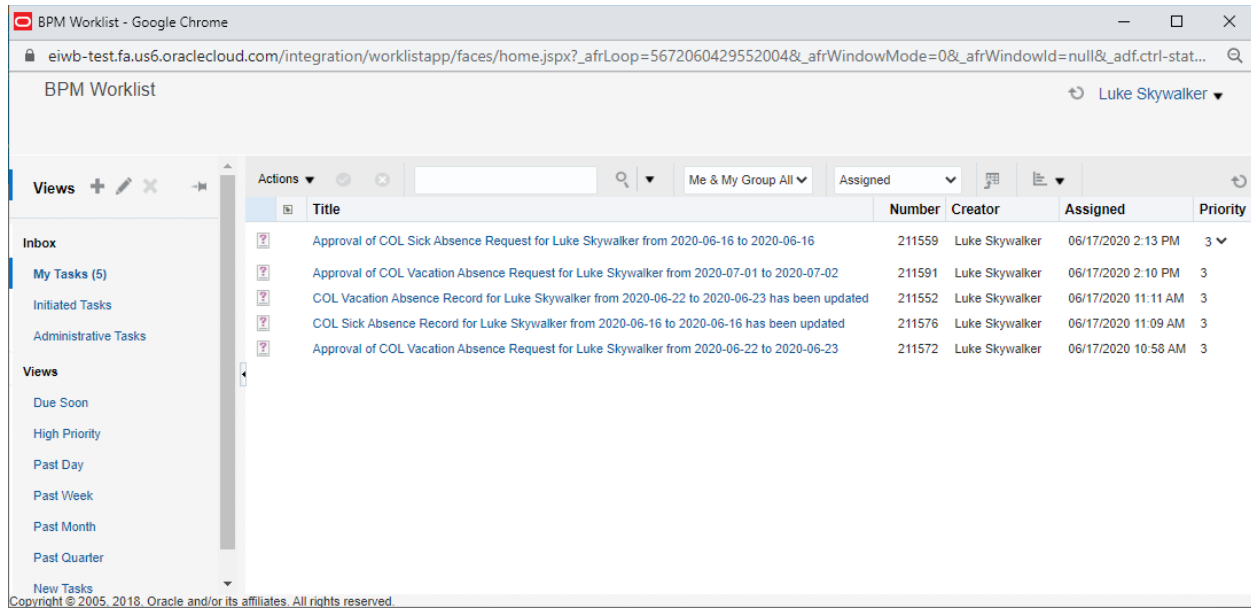 BPM Worklist - Google Chrome
eiwb-test.fa.us6.oraclecloud.com/integration/worklistapp/faces/home.jspx?_afrLoop=5672060429552004&_afrWindowMode=0&_afrWindowId=null&_adf.ctrl-stat...
BPM Worklist Luke Skywalker
Views Actions Me & My Group All Assigned
Title Number Creator Assigned Priority
Inbox
My Tasks (5)
Initiated Tasks
Administrative Tasks
Views
Due Soon
High Priority
Past Day
Past Week
Past Month
Past Quarter
New Tasks
Approval of COL Sick Absence Request for Luke Skywalker from 2020-06-16 to 2020-06-16 211559 Luke Skywalker 06/17/2020 2:13 PM 3
Approval of COL Vacation Absence Request for Luke Skywalker from 2020-07-01 to 2020-07-02 211591 Luke Skywalker 06/17/2020 2:10 PM 3
COL Vacation Absence Record for Luke Skywalker from 2020-06-22 to 2020-06-23 has been updated 211552 Luke Skywalker 06/17/2020 11:11 AM 3
COL Sick Absence Record for Luke Skywalker from 2020-06-16 to 2020-06-16 has been updated 211576 Luke Skywalker 06/17/2020 11:09 AM 3
Approval of COL Vacation Absence Request for Luke Skywalker from 2020-06-22 to 2020-06-23 211572 Luke Skywalker 06/17/2020 10:58 AM 3
Copyright © 2005, 2018, Oracle and/or its affiliates. All rights reserved.